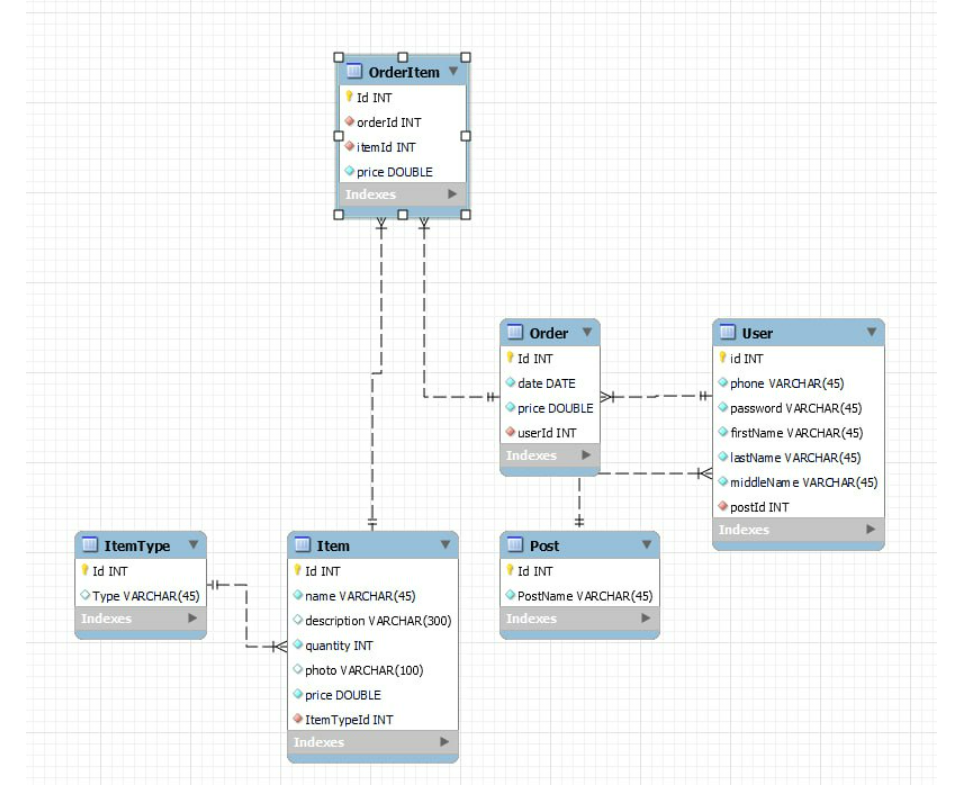 OrderItem
Id INT
orderId INT
itemId INT
price DOUBLE
Indexes
Order
Id INT
date DATE
price DOUBLE
userId INT
Indexes
User
id INT
phone VARCHAR(45)
password VARCHAR(45)
firstName VARCHAR(45)
lastName VARCHAR(45)
middleName VARCHAR(45)
postId INT
Indexes
ItemType
Id INT
Type VARCHAR(45)
Indexes
Item
Id INT
name VARCHAR(45)
description VARCHAR(300)
quantity INT
photo VARCHAR(100)
price DOUBLE
ItemTypeId INT
Indexes
Post
Id INT
PostName VARCHAR(45)
Indexes